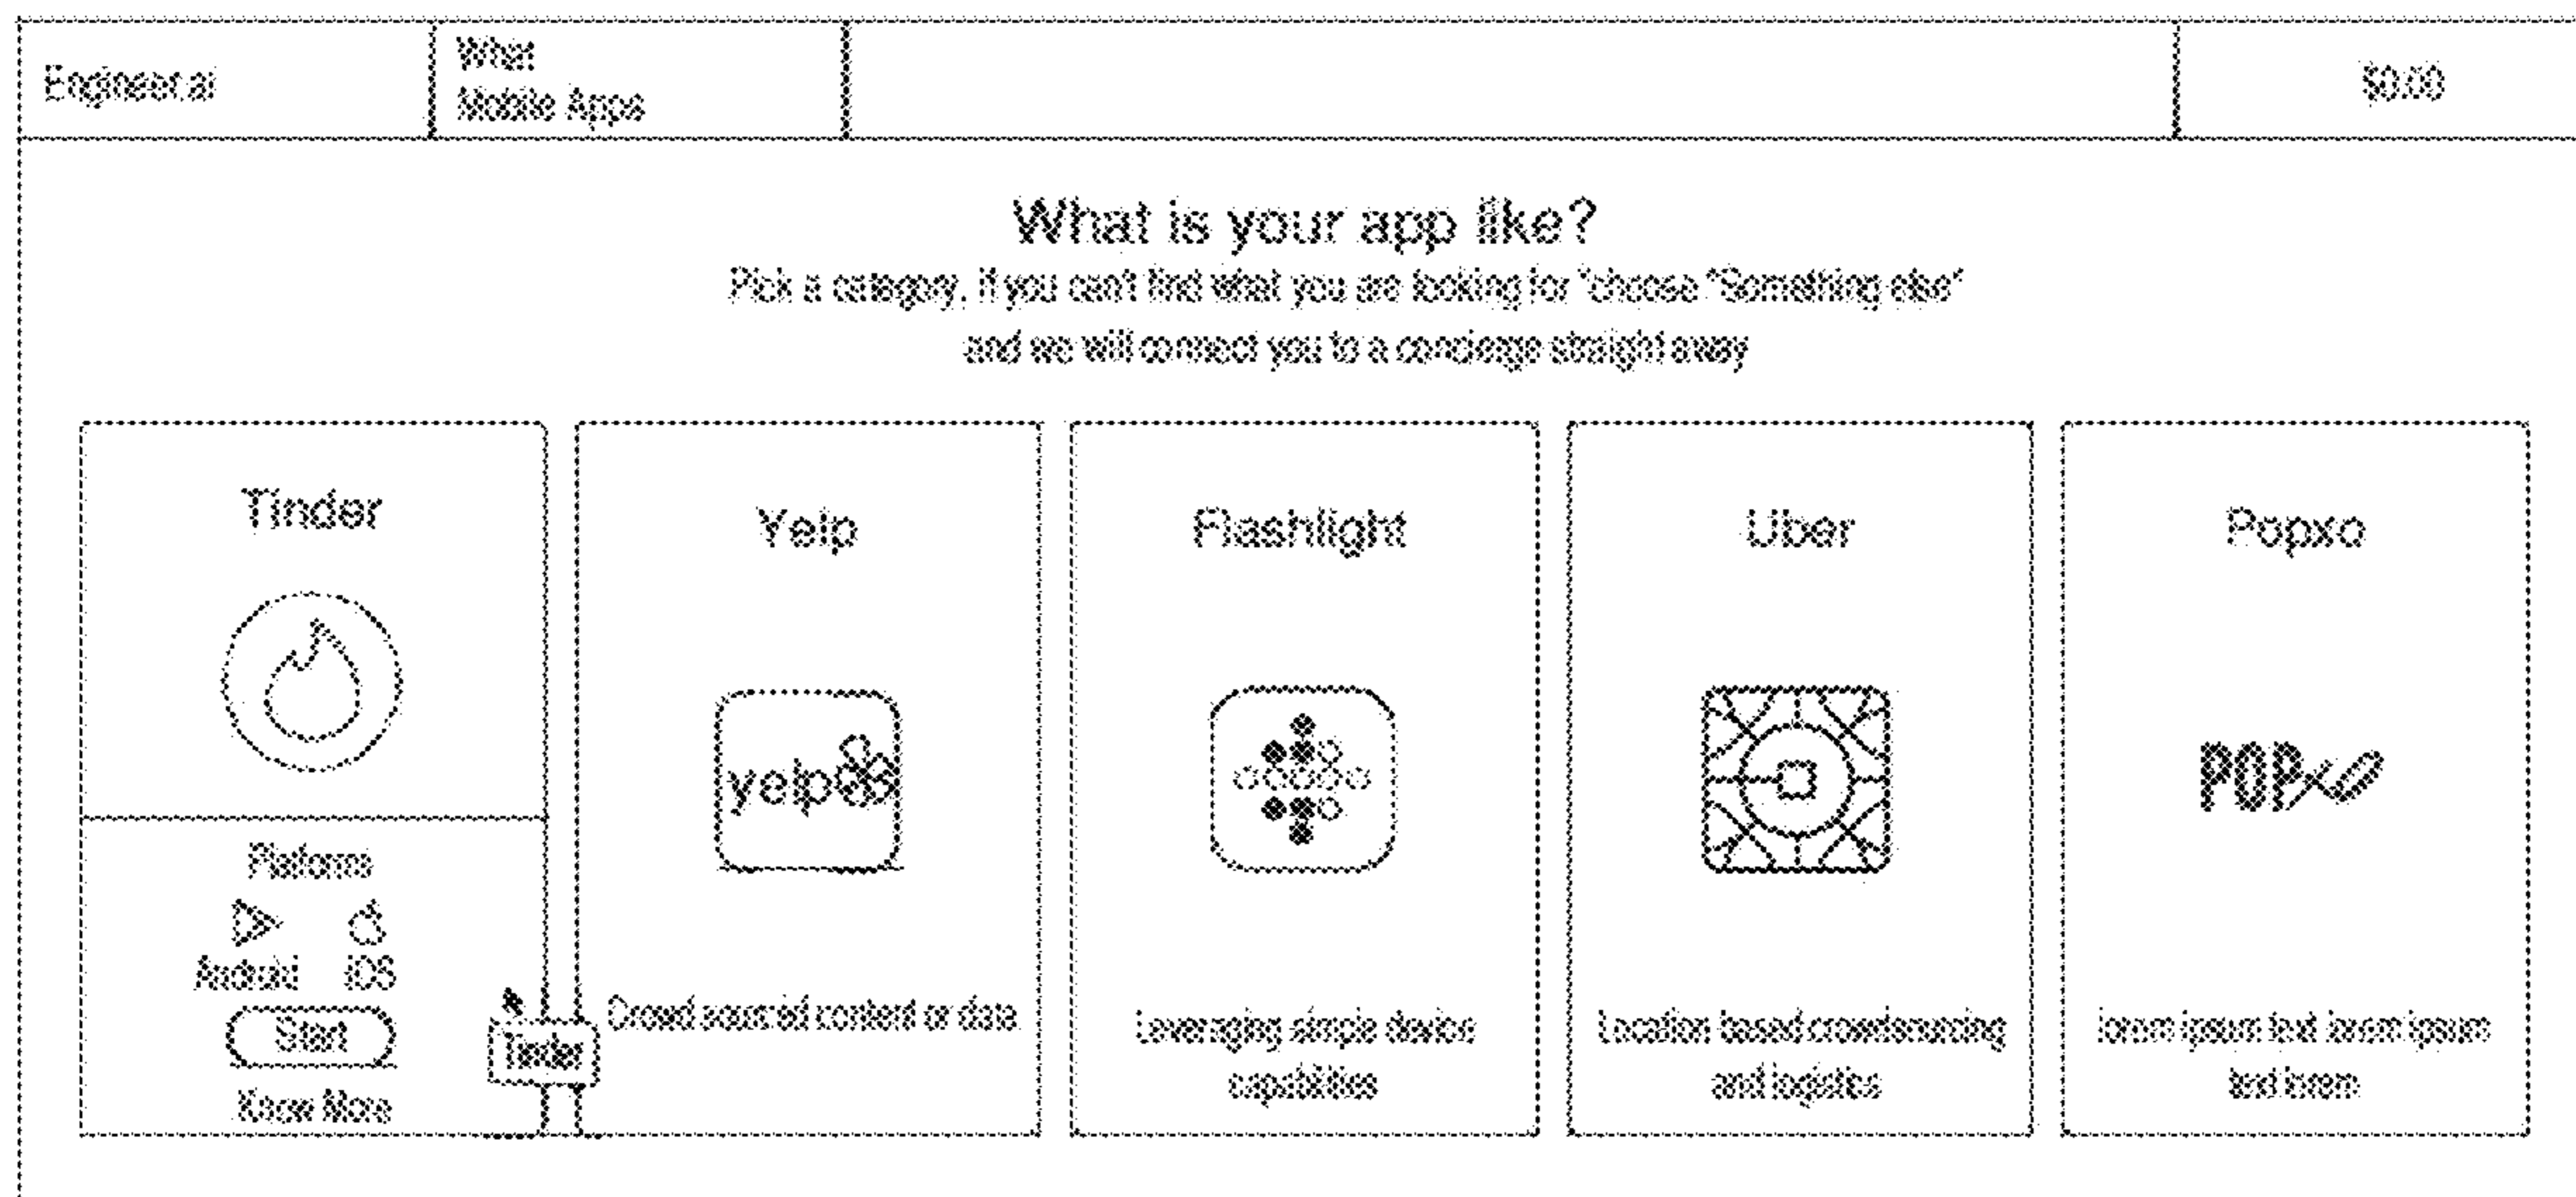 Engineer.ai
What
Mobile Apps
$0.00
What is your app like?
Pick a category, if you can't find what you are looking for "choose "Something else"
and we will connect you to a concierge straight away
Tinder
Platforms
Android iOS
Start
Know More
Tinder
Yelp
yelp
Crowd sourced content or data
Flashlight
Leveraging simple device
capabilities
Uber
Location based crowdsourcing
and logistics
Popxo
POPxo
lorem ipsum text lorem ipsum
text lorem